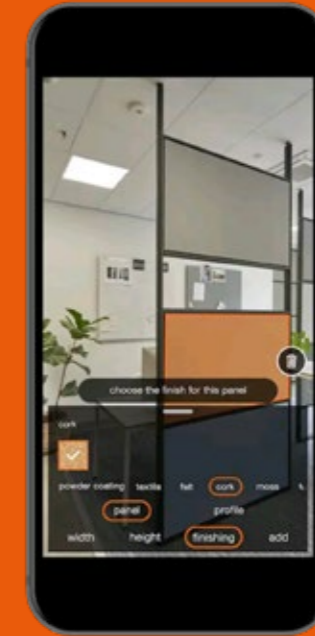 choose the finish for this panel
cork
powder coating textile felt cork moss
panel profile
width height finishing add